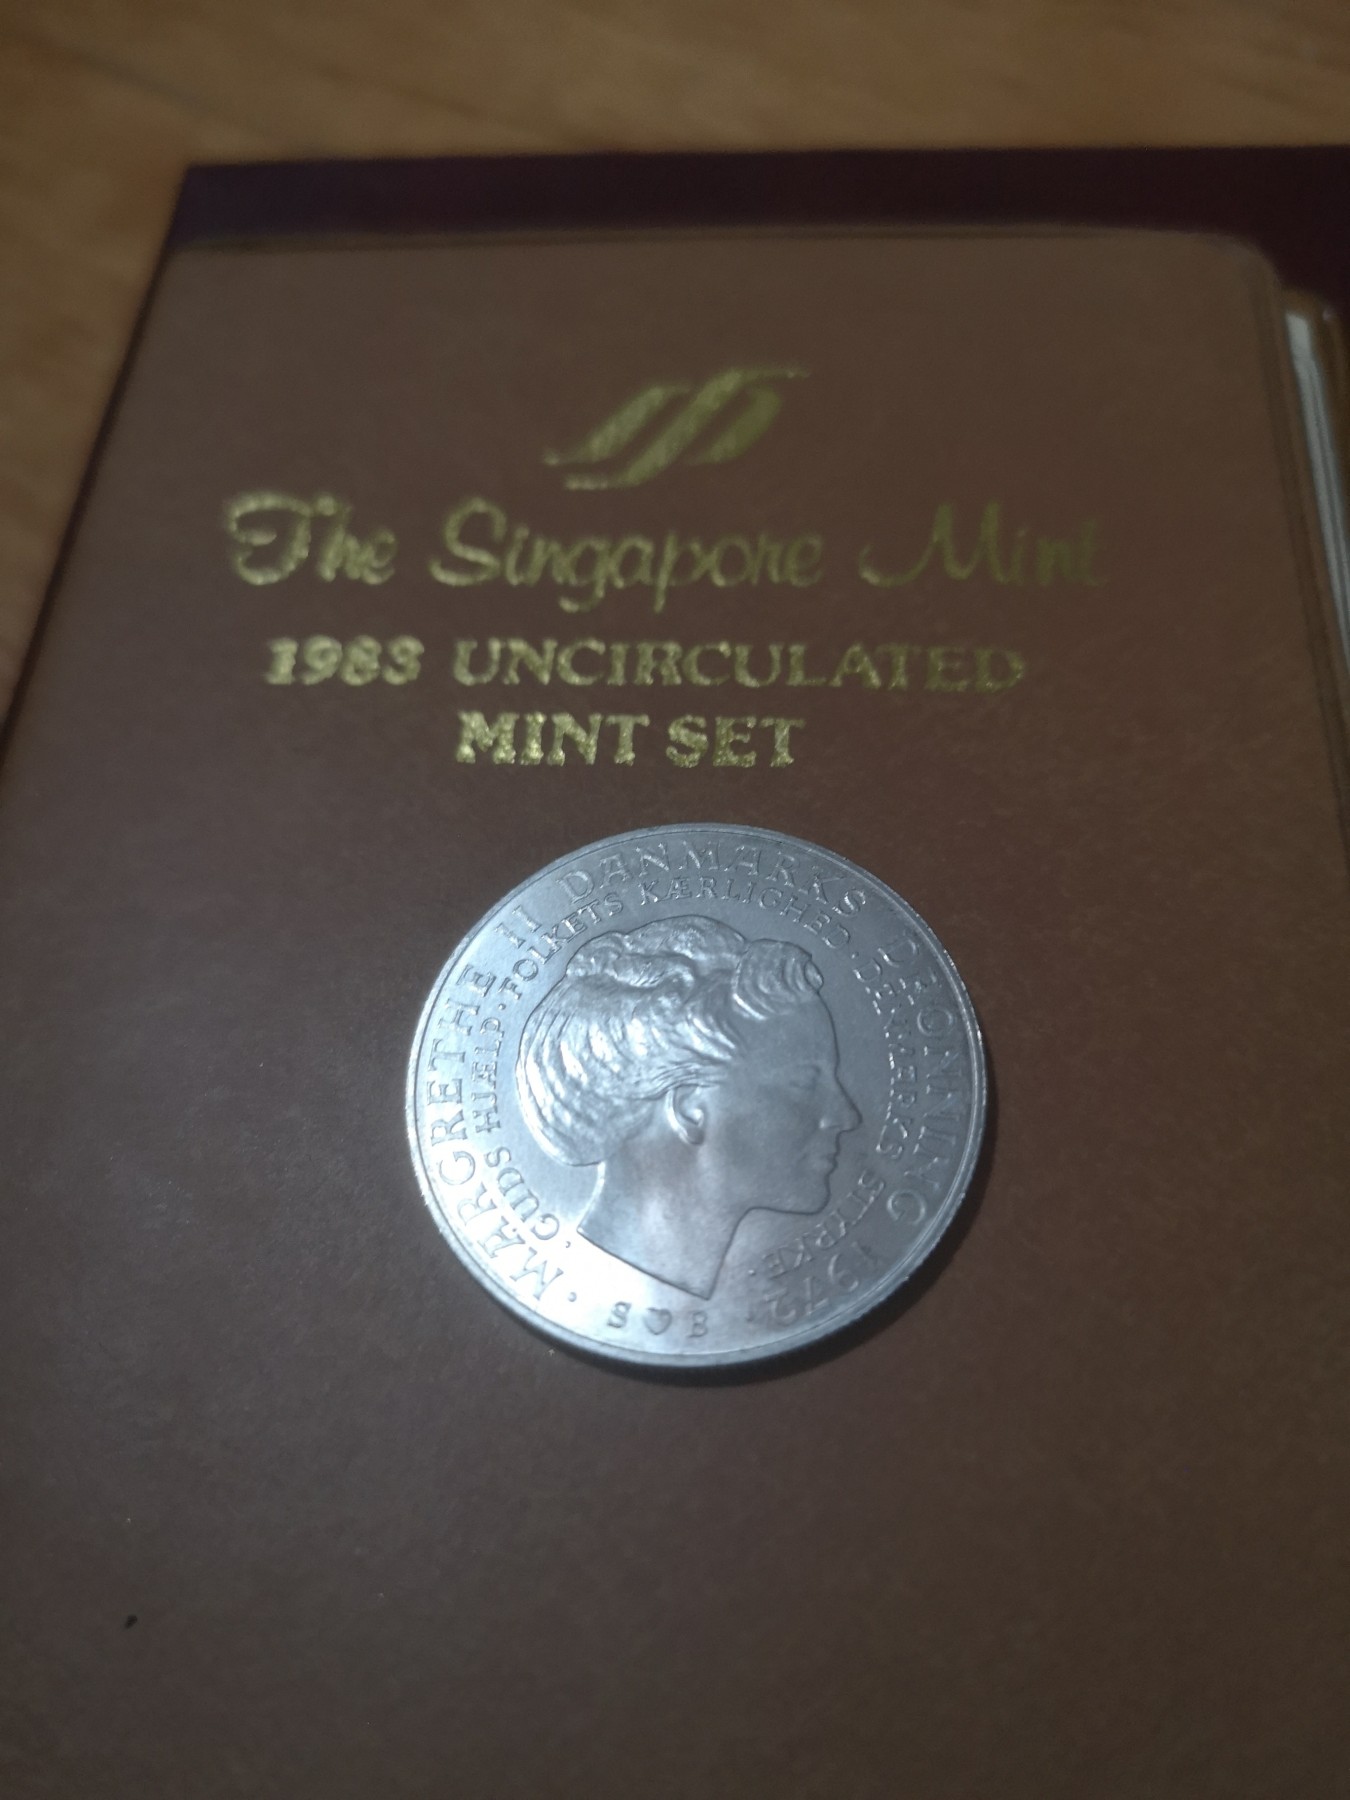 The Singapore Mint
1983 UNCIRCULATED
MINT SET
· MARGRETHE II DANMARKS DRONNING 1972 ·
· GUDS HJÆLP · FOLKETS KÆRLIGHED · DANMARKS STYRKE ·
S ♥ B